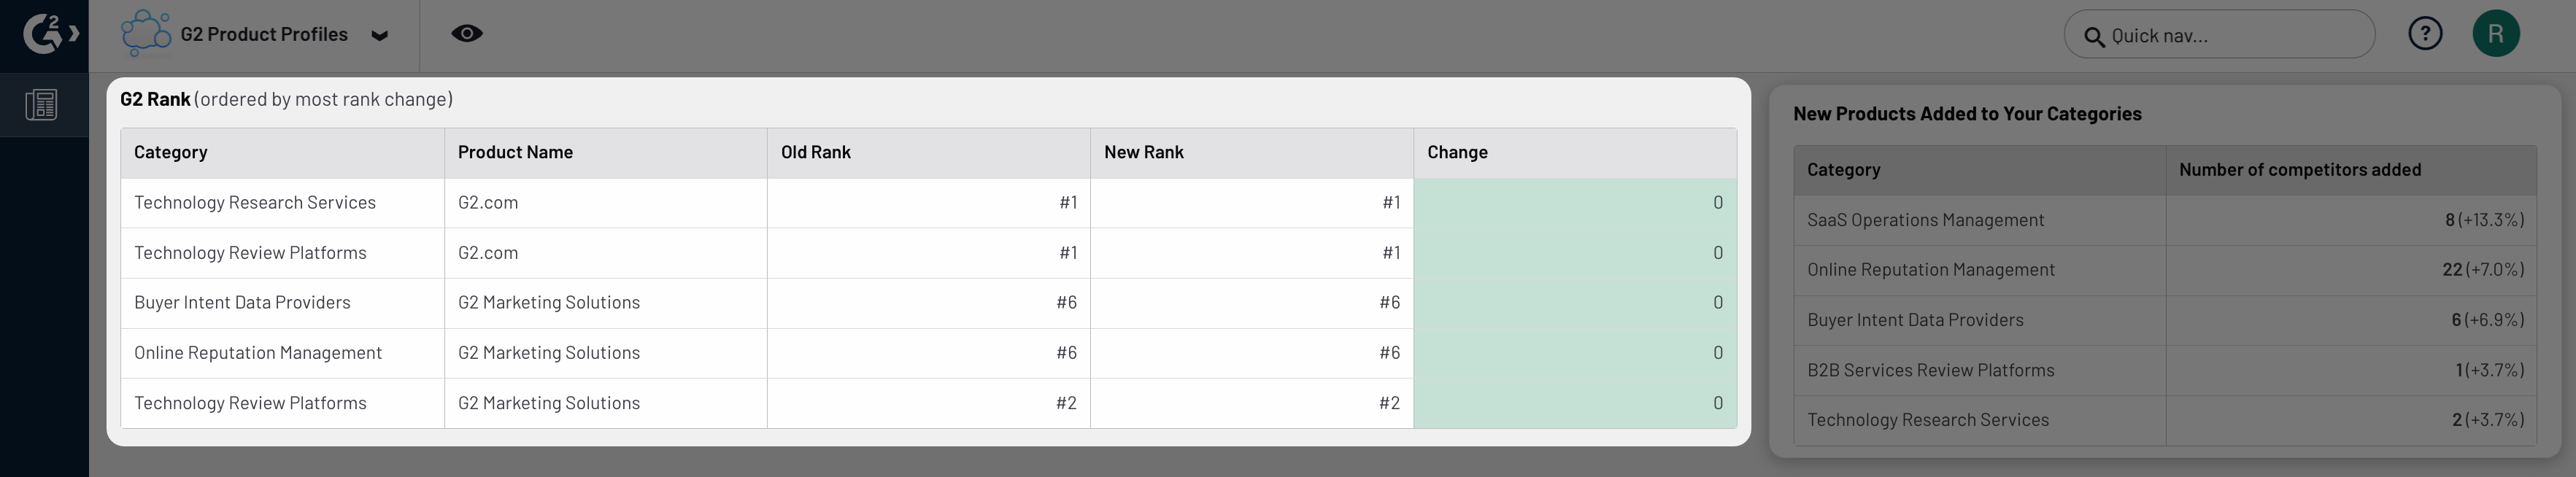 G2 Product Profiles
Quick nav...
?
R
G2 Rank (ordered by most rank change)
Category Product Name Old Rank New Rank Change
Technology Research Services G2.com #1 #1 0
Technology Review Platforms G2.com #1 #1 0
Buyer Intent Data Providers G2 Marketing Solutions #6 #6 0
Online Reputation Management G2 Marketing Solutions #6 #6 0
Technology Review Platforms G2 Marketing Solutions #2 #2 0
New Products Added to Your Categories
Category Number of competitors added
SaaS Operations Management 8 (+13.3%)
Online Reputation Management 22 (+7.0%)
Buyer Intent Data Providers 6 (+6.9%)
B2B Services Review Platforms 1 (+3.7%)
Technology Research Services 2 (+3.7%)